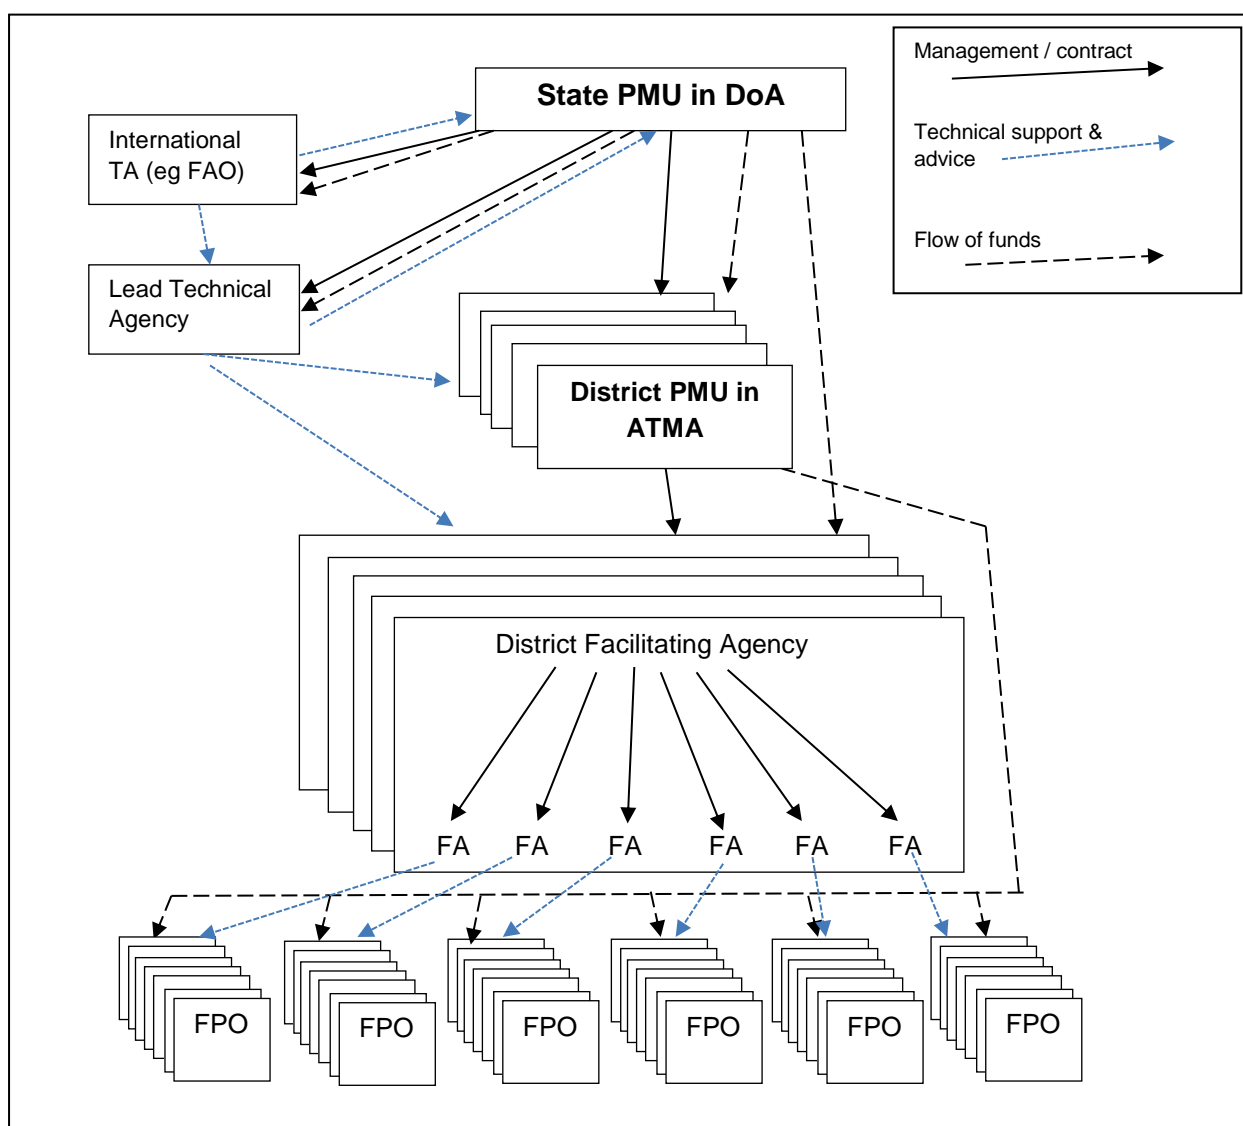 State PMU in DoA
Management / contract
International
TA (eg FAO)
Technical support &
advice
Flow of funds
Lead Technical
Agency
District PMU in
ATMA
District Facilitating Agency
FA FA FA FA FA FA
FPO FPO FPO FPO FPO FPO